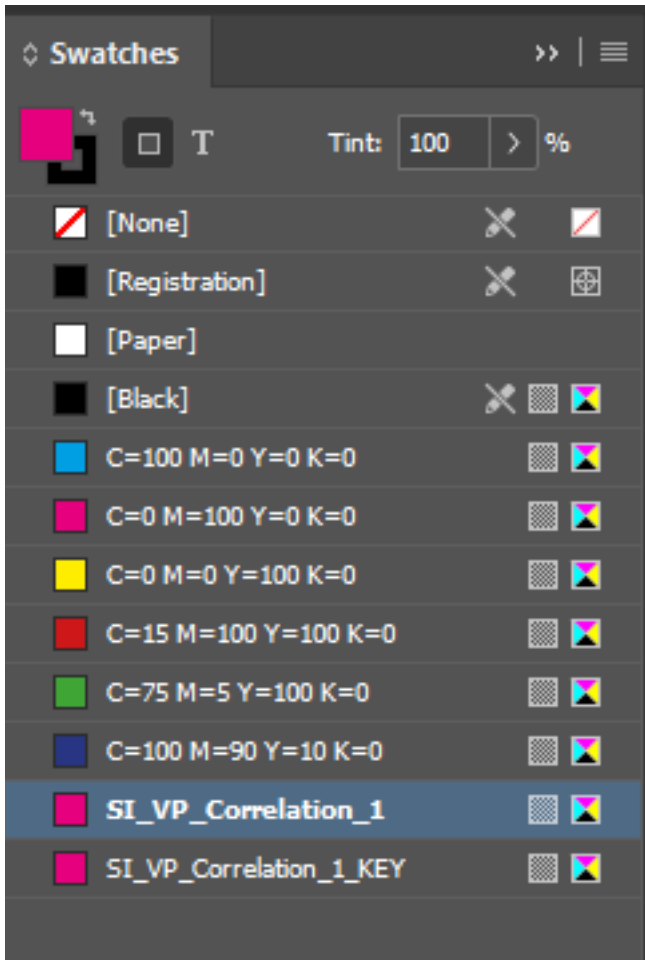 Swatches
T Tint: 100 %
[None]
[Registration]
[Paper]
[Black]
C=100 M=0 Y=0 K=0
C=0 M=100 Y=0 K=0
C=0 M=0 Y=100 K=0
C=15 M=100 Y=100 K=0
C=75 M=5 Y=100 K=0
C=100 M=90 Y=10 K=0
SI_VP_Correlation_1
SI_VP_Correlation_1_KEY